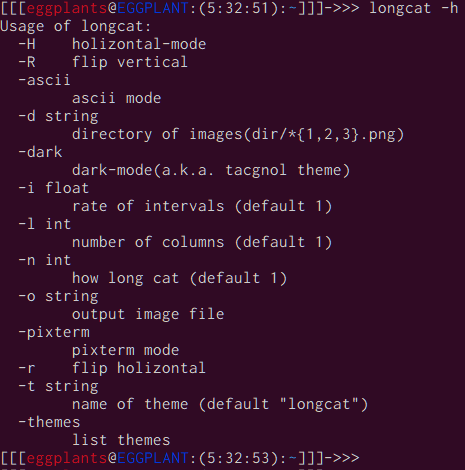 [[[eggplants@EGGPLANT:(5:32:51):~]]]->>> longcat -h
Usage of longcat:
  -H    holizontal-mode
  -R    flip vertical
  -ascii
        ascii mode
  -d string
        directory of images(dir/*{1,2,3}.png)
  -dark
        dark-mode(a.k.a. tacgnol theme)
  -i float
        rate of intervals (default 1)
  -l int
        number of columns (default 1)
  -n int
        how long cat (default 1)
  -o string
        output image file
  -pixterm
        pixterm mode
  -r    flip holizontal
  -t string
        name of theme (default "longcat")
  -themes
        list themes
[[[eggplants@EGGPLANT:(5:32:53):~]]]->>>